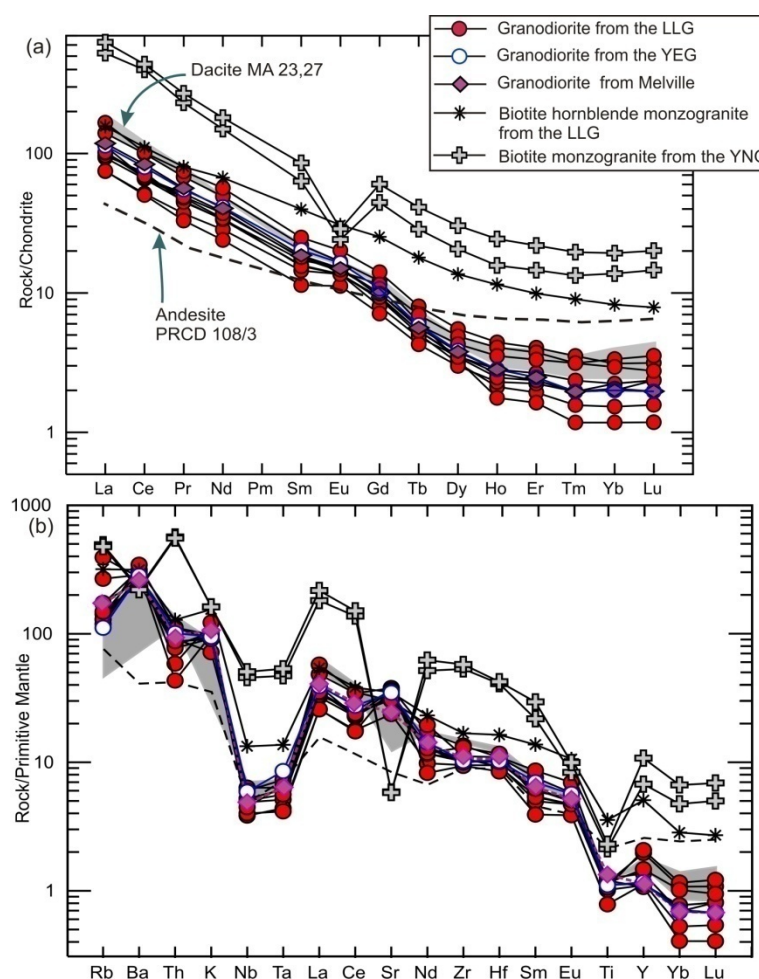 (a)
Granodiorite from the LLG
Granodiorite from the YEG
Granodiorite from Melville
Biotite hornblende monzogranite
from the LLG
Biotite monzogranite from the YNG
Dacite MA 23,27
100
10
1
Rock/Chondrite
Andesite
PRCD 108/3
La Ce Pr Nd Pm Sm Eu Gd Tb Dy Ho Er Tm Yb Lu
(b)
1000
100
10
1
Rock/Primitive Mantle
Rb Ba Th K Nb Ta La Ce Sr Nd Zr Hf Sm Eu Ti Y Yb Lu